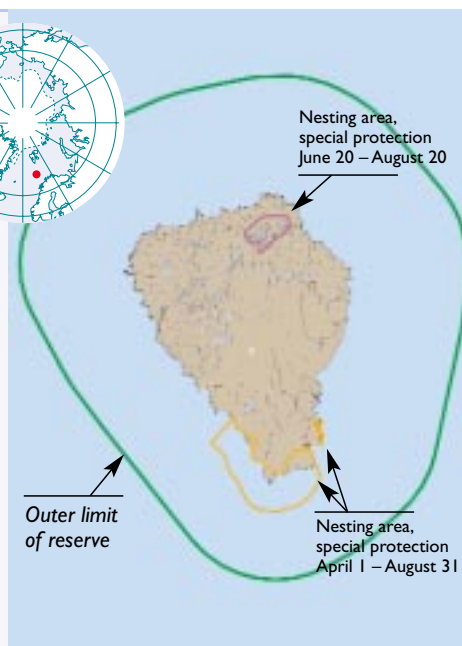 Nesting area,
special protection
June 20 – August 20
Outer limit
of reserve
Nesting area,
special protection
April 1 – August 31